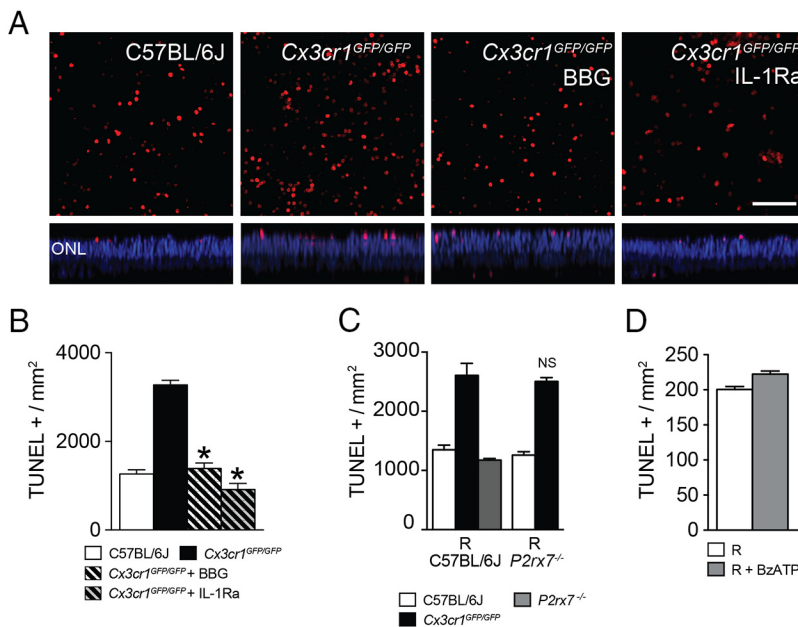 A
C57BL/6J
Cx3cr1GFP/GFP
Cx3cr1GFP/GFP
BBG
Cx3cr1GFP/GFP
IL-1Ra
ONL
B
TUNEL + / mm²
4000
2000
0
*
*
C57BL/6J
Cx3cr1GFP/GFP
Cx3cr1GFP/GFP + BBG
Cx3cr1GFP/GFP + IL-1Ra
C
TUNEL + / mm²
3000
2000
1000
0
NS
R
C57BL/6J
R
P2rx7-/-
C57BL/6J
P2rx7-/-
Cx3cr1GFP/GFP
D
TUNEL + / mm²
250
200
150
100
50
0
R
R + BzATP